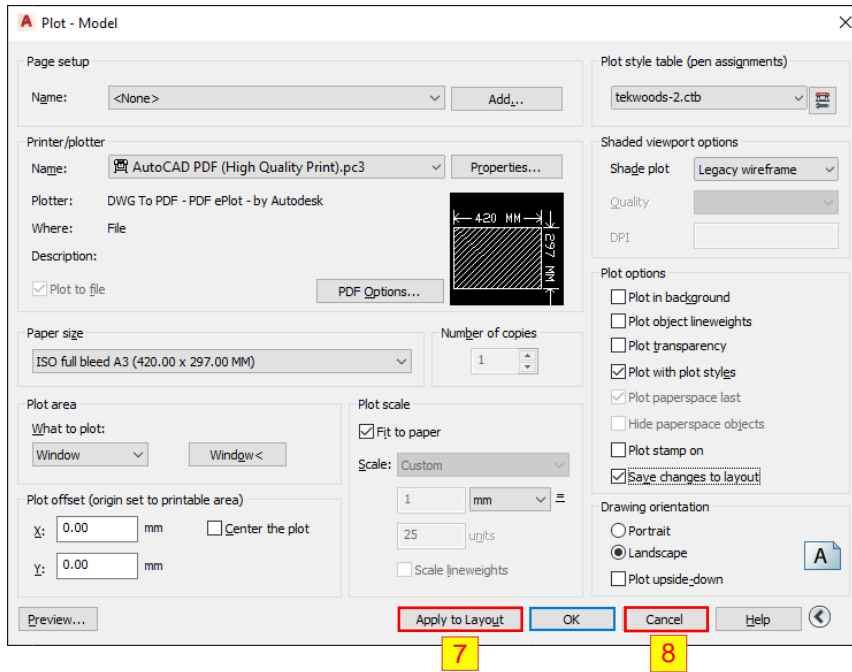 A Plot - Model
Page setup
Name: <None> Add...
Printer/plotter
Name: AutoCAD PDF (High Quality Print).pc3 Properties...
Plotter: DWG To PDF - PDF ePlot - by Autodesk
Where: File
Description:
Plot to file
PDF Options...
420 MM
297 MM
Paper size
ISO full bleed A3 (420.00 x 297.00 MM)
Number of copies
1
Plot area
What to plot:
Window Window<
Plot offset (origin set to printable area)
X: 0.00 mm Center the plot
Y: 0.00 mm
Plot scale
Fit to paper
Scale: Custom
1 mm =
25 units
Scale lineweights
Plot style table (pen assignments)
tekwoods-2.ctb
Shaded viewport options
Shade plot Legacy wireframe
Quality
DPI
Plot options
Plot in background
Plot object lineweights
Plot transparency
Plot with plot styles
Plot paperspace last
Hide paperspace objects
Plot stamp on
Save changes to layout
Drawing orientation
Portrait
Landscape
A
Plot upside-down
Preview... Apply to Layout OK Cancel Help
7 8